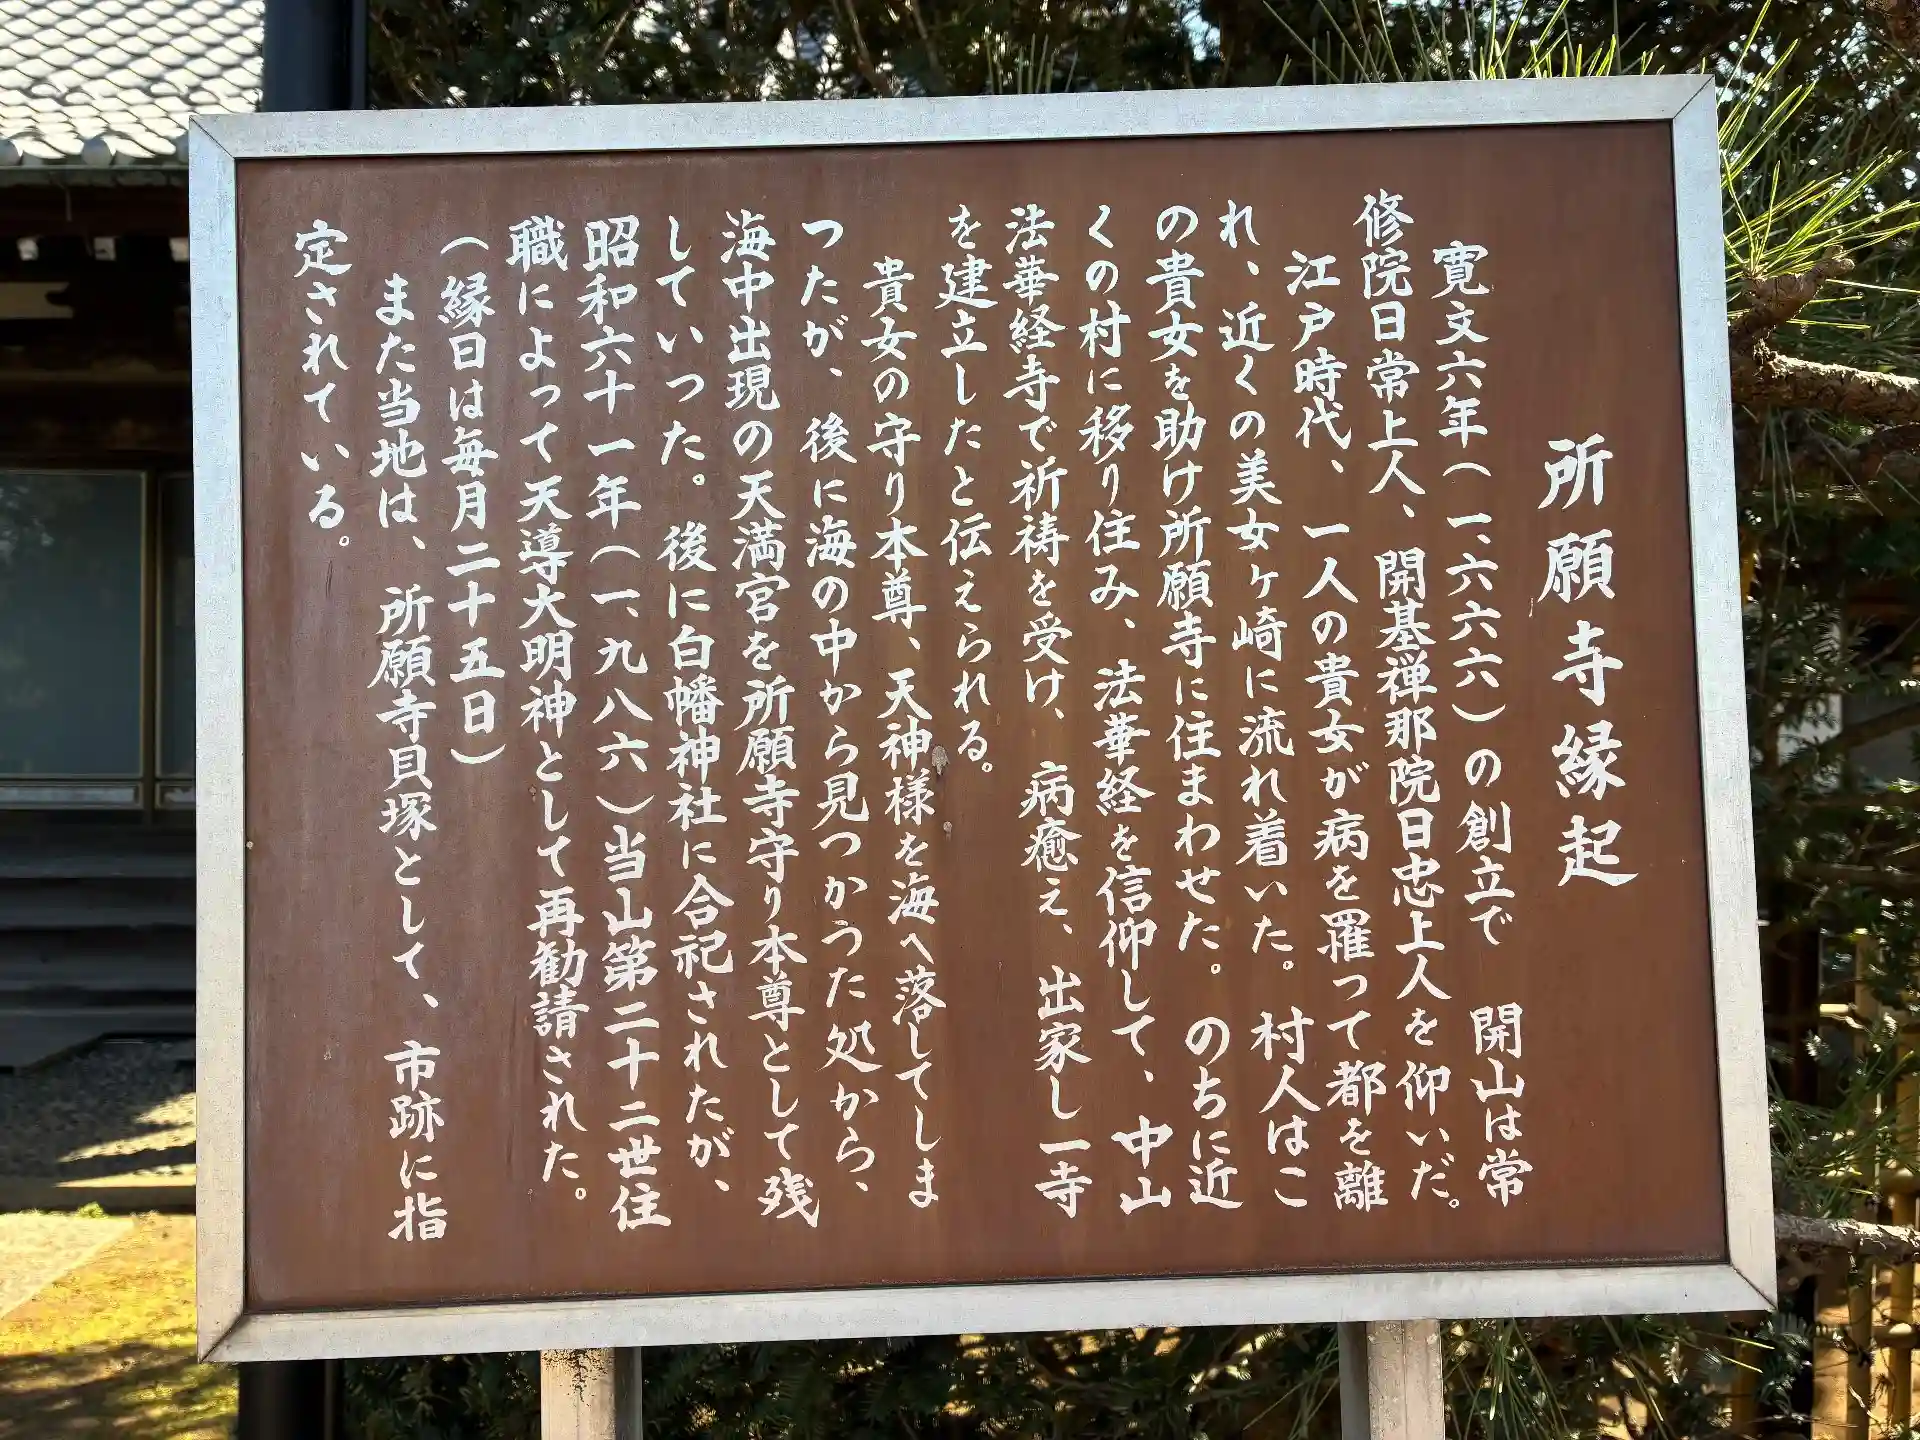 所願寺縁起
寛文六年(一、六六六)の創立で 開山は常
修院日常上人、開基禅那院日忠上人を仰いだ。
江戸時代、一人の貴女が病を羅って都を離
れ、近くの美女ヶ崎に流れ着いた。村人はこ
の貴女を助け所願寺に住まわせた。のちに近
くの村に移り住み、法華経を信仰して、中山
法華経寺で祈祷を受け、病癒え、出家し一寺
を建立したと伝えられる。
貴女の守り本尊、天神様を海へ落してしま
つたが、後に海の中から見つかうた処から、
海中出現の天満宮を所願寺守り本尊として残
していった。後に白幡神社に合祀されたが、
昭和六十一年(一、九八六)当山第二十二世住
職によって天導大明神として再勧請された。
(縁日は毎月二十五日)
また当地は、所願寺貝塚として、市跡に指
定されている。